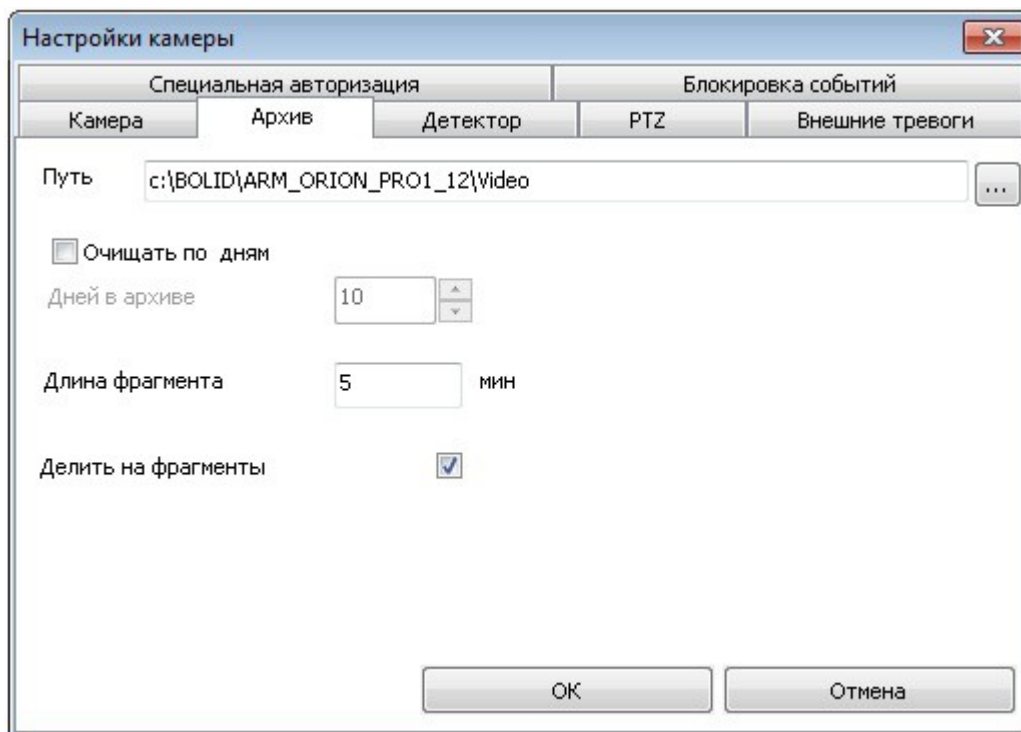 Настройки камеры
Специальная авторизация Блокировка событий
Камера Архив Детектор PTZ Внешние тревоги
Путь c:\BOLID\ARM_ORION_PRO1_12\Video ...
Очищать по дням
Дней в архиве 10
Длина фрагмента 5 мин
Делить на фрагменты
OK Отмена